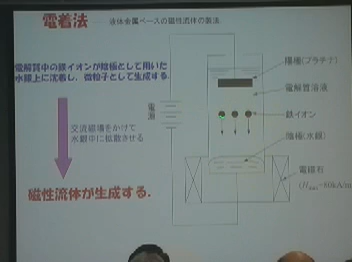 電着法
液体金属ベースの磁性流体の製法
電解質中の鉄イオンが陰極として用いた
水銀上に沈着し、微粒子として生成する.
交流磁場をかけて
水銀中に拡散させる
磁性流体が生成する.
電源
陽極(プラチナ)
電解質溶液
鉄イオン
陰極(水銀)
電磁石